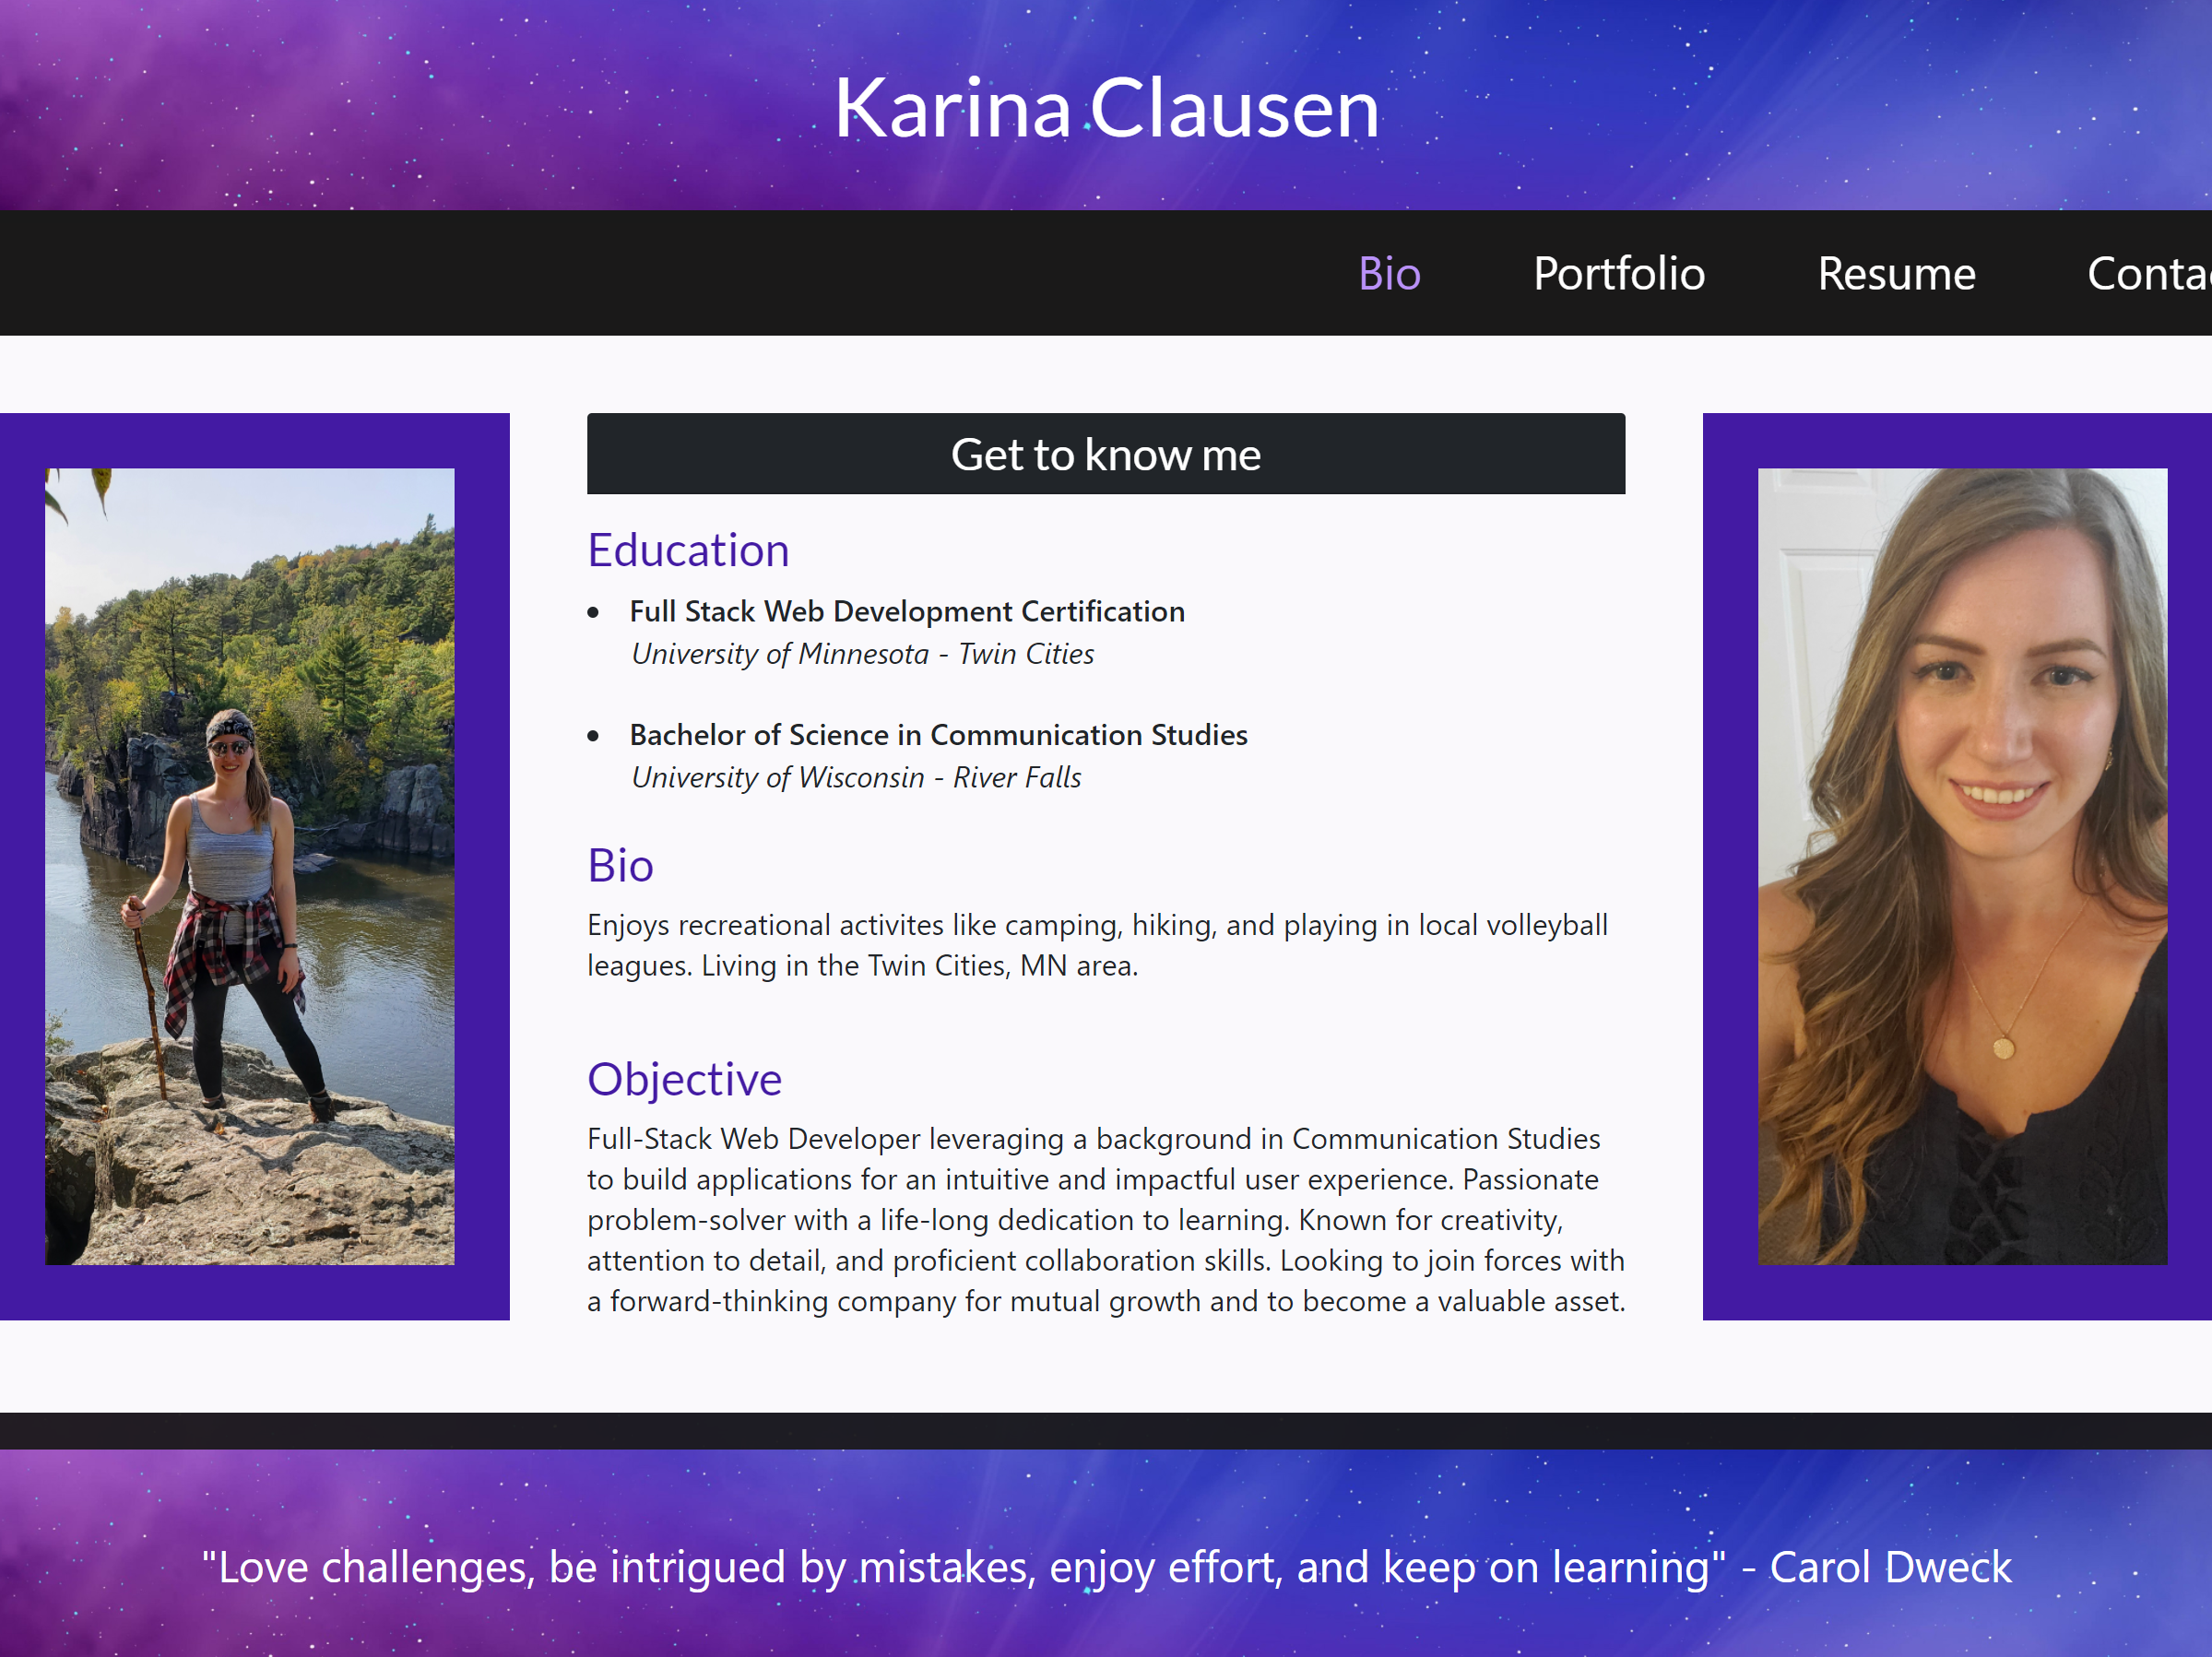 Karina Clausen
Bio Portfolio Resume
Get to know me
Education
• Full Stack Web Development Certification
University of Minnesota - Twin Cities
• Bachelor of Science in Communication Studies
University of Wisconsin - River Falls
Bio
Enjoys recreational activites like camping, hiking, and playing in local volleyball
leagues. Living in the Twin Cities, MN area.
Objective
Full-Stack Web Developer leveraging a background in Communication Studies
to build applications for an intuitive and impactful user experience. Passionate
problem-solver with a life-long dedication to learning. Known for creativity,
attention to detail, and proficient collaboration skills. Looking to join forces with
a forward-thinking company for mutual growth and to become a valuable asset.
"Love challenges, be intrigued by mistakes, enjoy effort, and keep on learning" - Carol Dweck